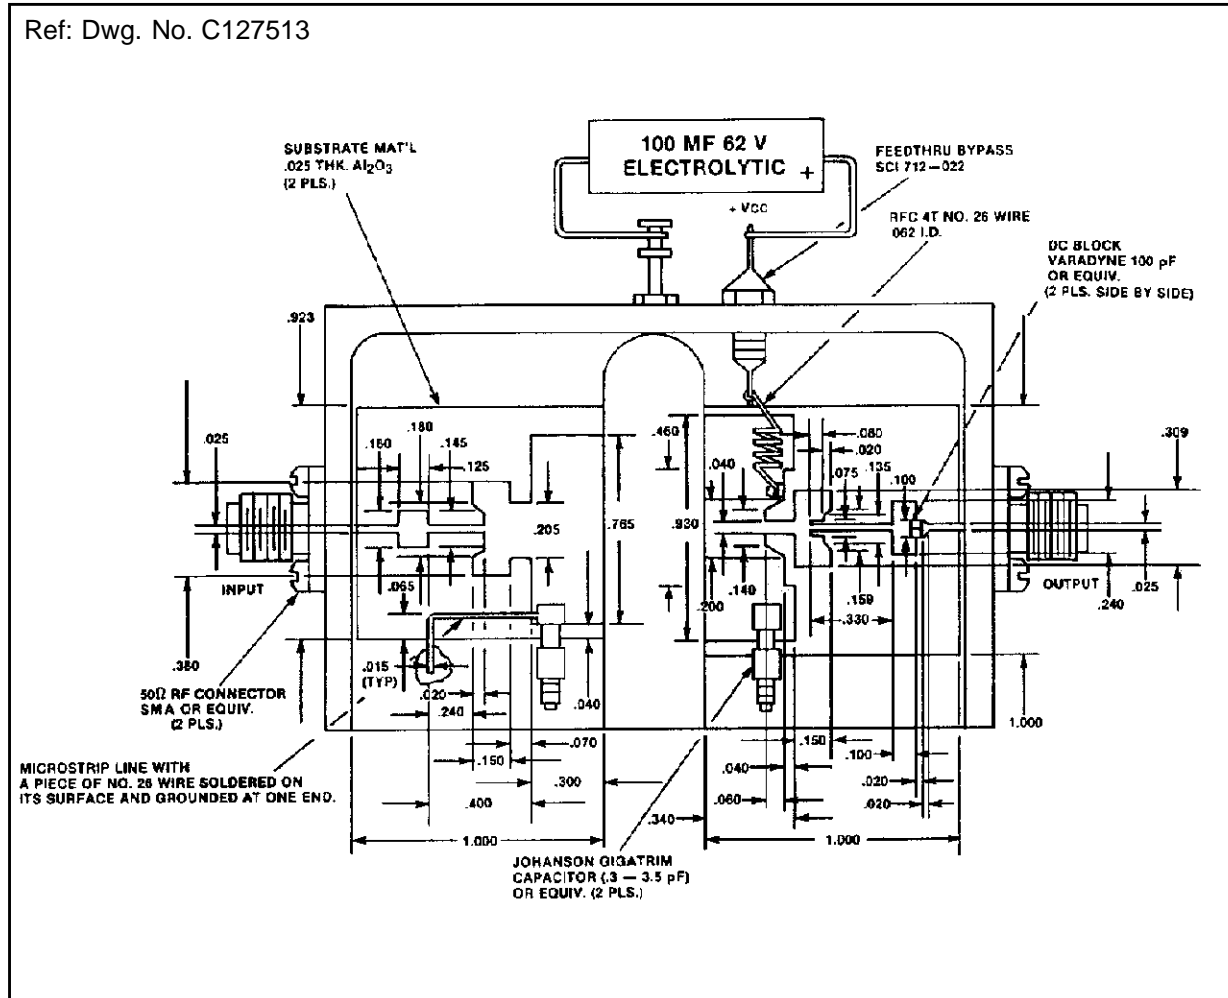 Ref: Dwg. No. C127513
SUBSTRATE MAT'L
.025 THK. Al2O3
(2 PLS.)
100 MF 62 V
ELECTROLYTIC +
+ VCC
FEEDTHRU BYPASS
SCI 712-022
RFC 4T NO. 26 WIRE
.062 I.D.
DC BLOCK
VARADYNE 100 pF
OR EQUIV.
(2 PLS. SIDE BY SIDE)
.923
.025
.160
.180
.145
.125
.205
.765
.460
.930
.040
.080
.020
.075
.135
.100
.309
INPUT
.065
.200
.140
.159
.330
OUTPUT
.240
.025
.380
.015
(TYP)
.020
.240
.040
50Ω RF CONNECTOR
SMA OR EQUIV.
(2 PLS.)
.070
.150
.300
.400
1.000
.150
.100
.040
.060
.020
.020
.340
1.000
1.000
MICROSTRIP LINE WITH
A PIECE OF NO. 26 WIRE SOLDERED ON
ITS SURFACE AND GROUNDED AT ONE END.
JOHANSON GIGATRIM
CAPACITOR (.3 — 3.5 pF)
OR EQUIV. (2 PLS.)